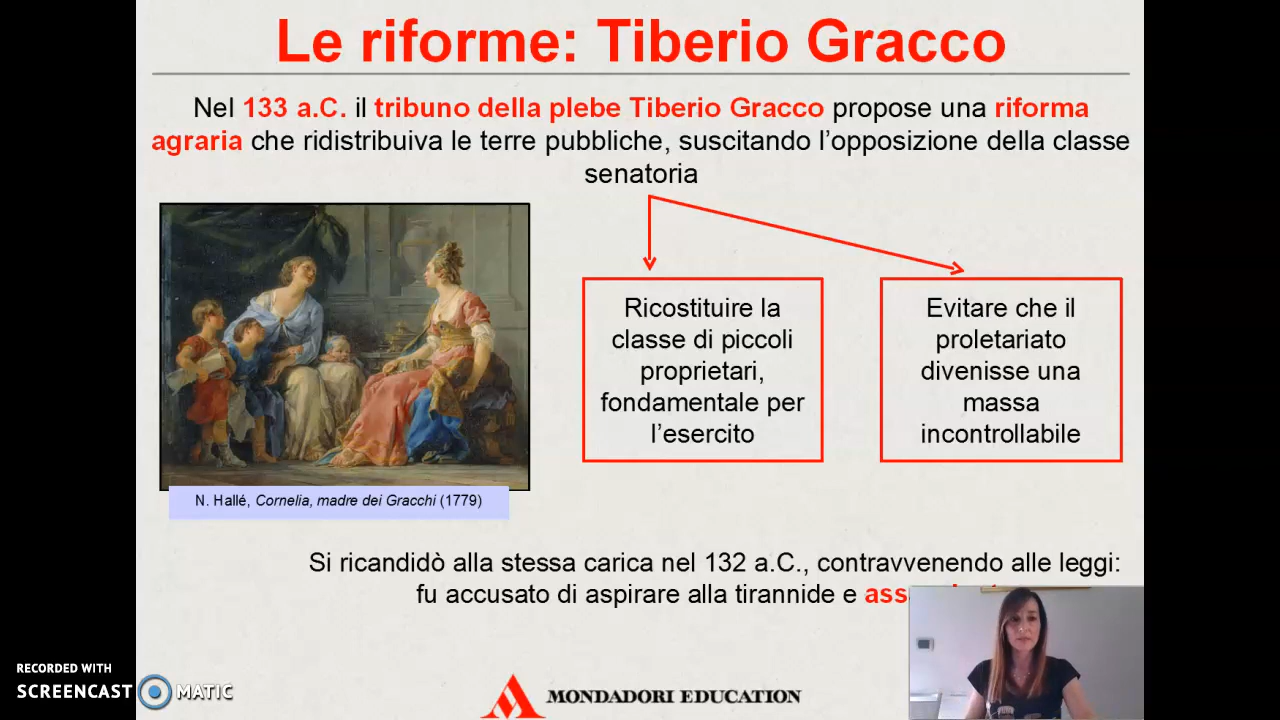 Le riforme: Tiberio Gracco
Nel 133 a.C. il tribuno della plebe Tiberio Gracco propose una riforma
agraria che ridistribuiva le terre pubbliche, suscitando l’opposizione della classe
senatoria
Ricostituire la
classe di piccoli
proprietari,
fondamentale per
l’esercito
Evitare che il
proletariato
divenisse una
massa
incontrollabile
N. Hallé, Cornelia, madre dei Gracchi (1779)
Si ricandidò alla stessa carica nel 132 a.C., contravvenendo alle leggi:
fu accusato di aspirare alla tirannide e
RECORDED WITH
SCREENCAST MATIC
MONDADORI EDUCATION